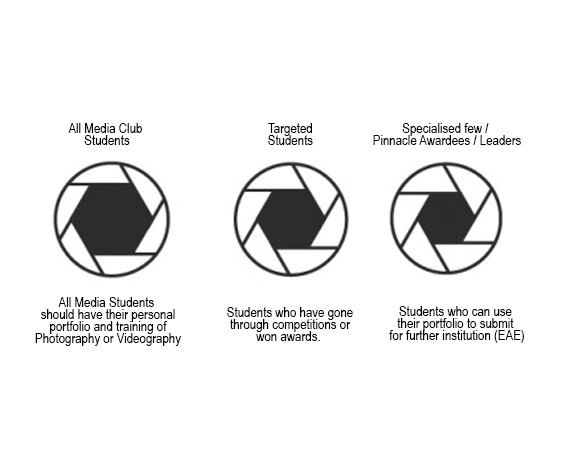 All Media Club
Students
Targeted
Students
Specialised few /
Pinnacle Awardees / Leaders
All Media Students
should have their personal
portfolio and training of
Photography or Videography
Students who have gone
through competitions or
won awards.
Students who can use
their portfolio to submit
for further institution (EAE)